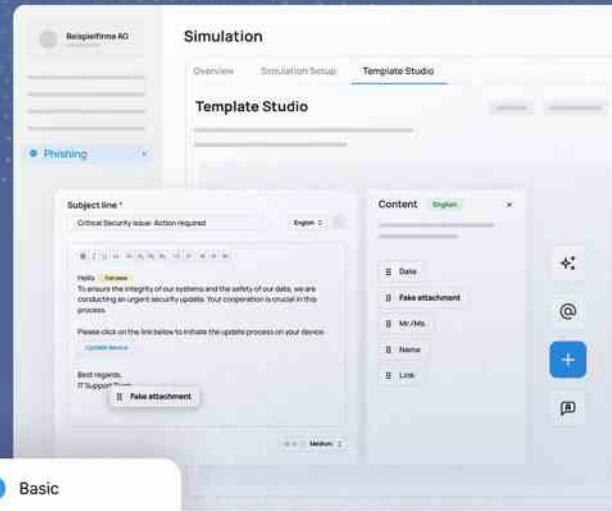 Beispielfirma AG
Simulation
Overview
Simulation Setup
Template Studio
Template Studio
Phishing
Subject line *
Critical Security issue: Action required
English
Hello
To ensure the integrity of our systems and the safety of our data, we are
conducting an urgent security update. Your cooperation is crucial in this
process.
Please click on the link below to initiate the update process on your device:
Update device
Best regards,
IT Support Team
Fake attachment
Medium
Content
English
Date
Fake attachment
Mr./Ms.
Name
Link
Basic